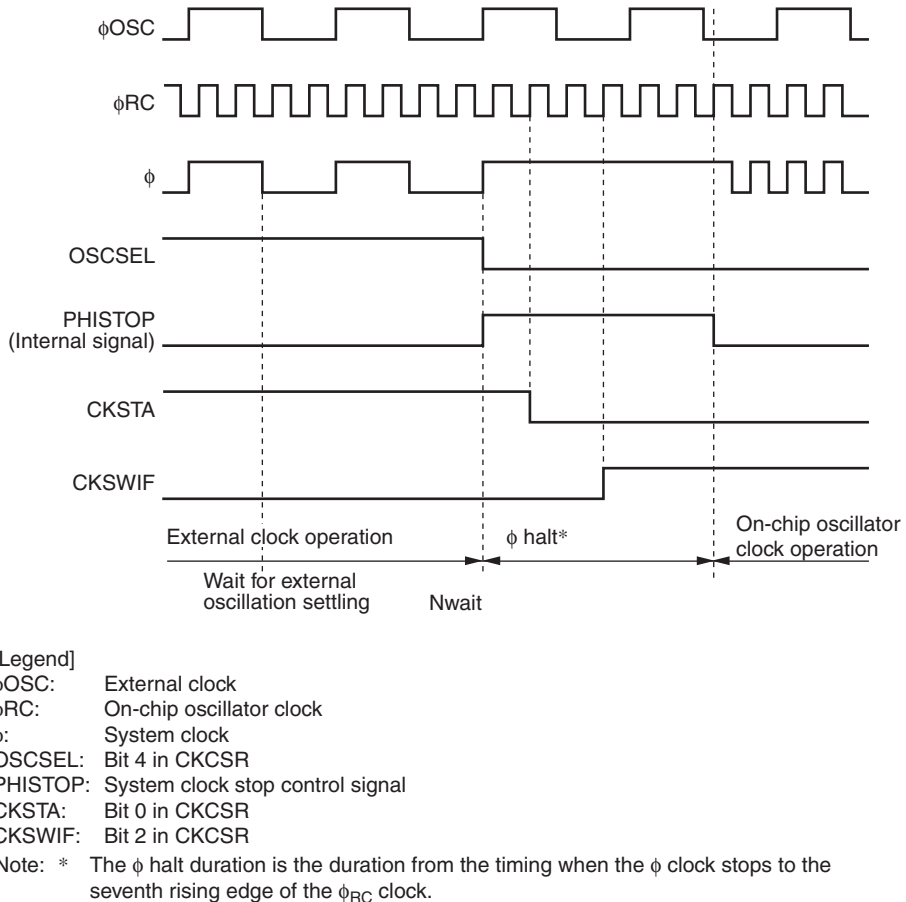 ϕOSC
ϕRC
ϕ
OSCSEL
PHISTOP
(Internal signal)
CKSTA
CKSWIF
External clock operation
ϕ halt*
On-chip oscillator
clock operation
Wait for external
oscillation settling
Nwait
Legend]
ϕOSC: External clock
ϕRC: On-chip oscillator clock
ϕ: System clock
OSCSEL: Bit 4 in CKCSR
PHISTOP: System clock stop control signal
CKSTA: Bit 0 in CKCSR
CKSWIF: Bit 2 in CKCSR
Note: * The ϕ halt duration is the duration from the timing when the ϕ clock stops to the
seventh rising edge of the ϕRC clock.